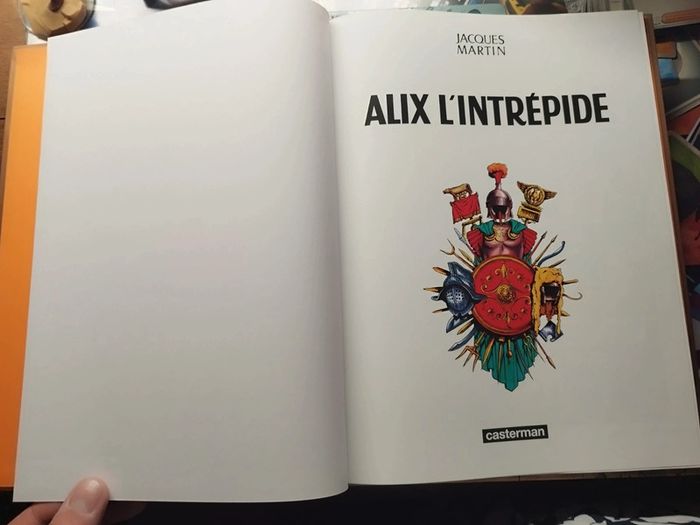 JACQUES
MARTIN
ALIX L'INTRÉPIDE
casterman